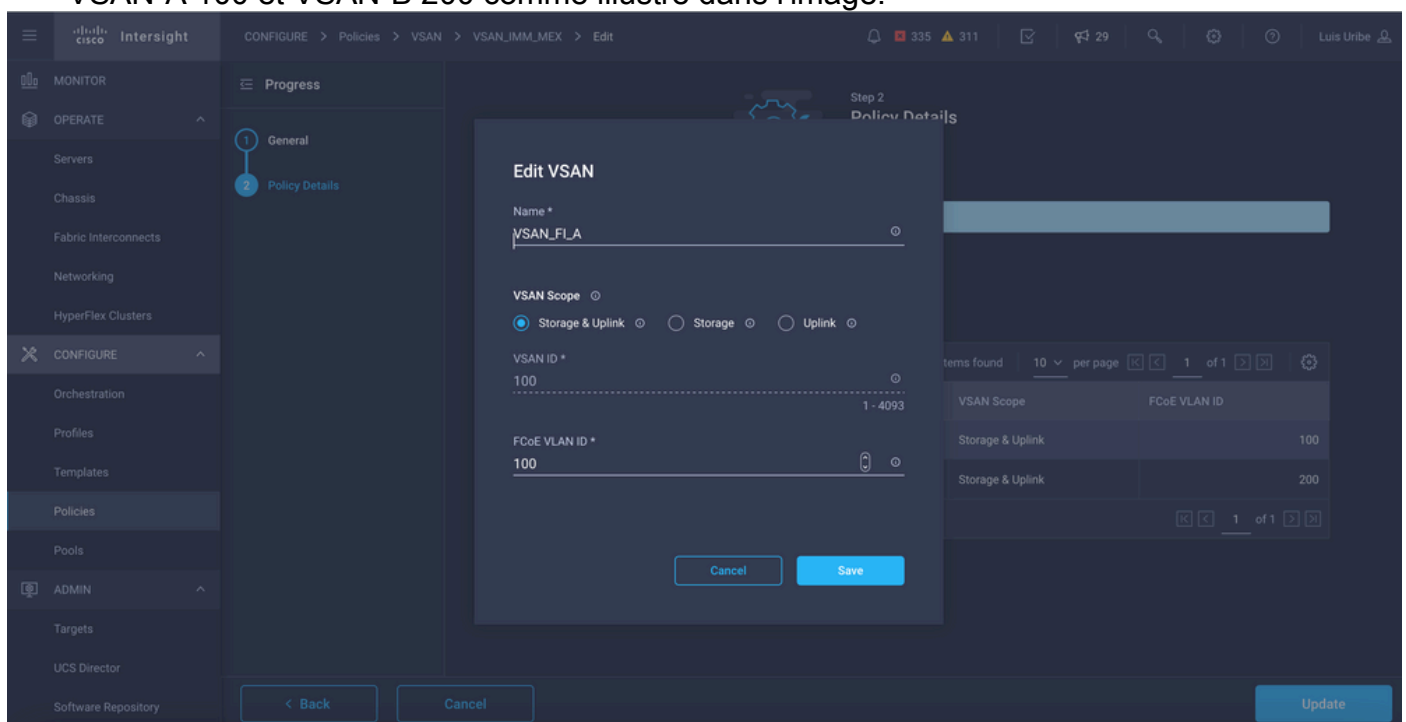 VSAN-A 100 et VSAN-B 200 comme illustré dans l'image.
cisco Intersight
CONFIGURE > Policies > VSAN > VSAN_IMM_MEX > Edit
335 311 29 Luis Uribe
MONITOR
OPERATE
Servers
Chassis
Fabric Interconnects
Networking
HyperFlex Clusters
CONFIGURE
Orchestration
Profiles
Templates
Policies
Pools
ADMIN
Targets
UCS Director
Software Repository
Progress
1 General
2 Policy Details
Step 2
Policy Details
Edit VSAN
Name *
VSAN_FI_A
VSAN Scope
Storage & Uplink Storage Uplink
VSAN ID *
100
1 - 4093
FCoE VLAN ID *
100
Cancel Save
found 10 per page 1 of 1
VSAN Scope FCoE VLAN ID
Storage & Uplink 100
Storage & Uplink 200
1 of 1
< Back Cancel Update